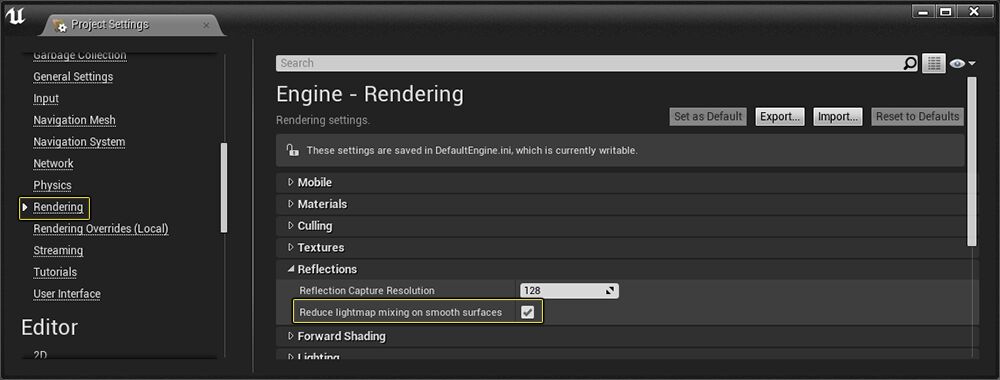 Project Settings
Garbage Collection
General Settings
Input
Navigation Mesh
Navigation System
Network
Physics
Rendering
Rendering Overrides (Local)
Streaming
Tutorials
User Interface
Editor
2D
Search
Engine - Rendering
Rendering settings.
Set as Default
Export...
Import...
Reset to Defaults
These settings are saved in DefaultEngine.ini, which is currently writable.
Mobile
Materials
Culling
Textures
Reflections
Reflection Capture Resolution
128
Reduce lightmap mixing on smooth surfaces
Forward Shading
Lighting